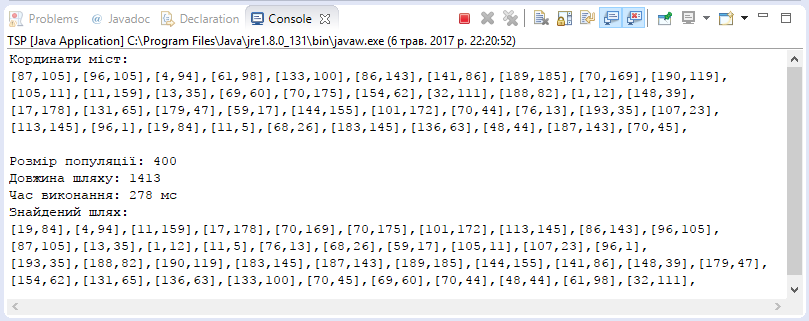 Problems @ Javadoc Declaration Console
TSP [Java Application] C:\Program Files\Java\jre1.8.0_131\bin\javaw.exe (6 трав. 2017 р. 22:20:52)
Кординати міст:
[87,105],[96,105],[4,94],[61,98],[133,100],[86,143],[141,86],[189,185],[70,169],[190,119],
[105,11],[11,159],[13,35],[69,60],[70,175],[154,62],[32,111],[188,82],[1,12],[148,39],
[17,178],[131,65],[179,47],[59,17],[144,155],[101,172],[70,44],[76,13],[193,35],[107,23],
[113,145],[96,1],[19,84],[11,5],[68,26],[183,145],[136,63],[48,44],[187,143],[70,45],
Розмір популяції: 400
Довжина шляху: 1413
Час виконання: 278 мс
Знайдений шлях:
[19,84],[4,94],[11,159],[17,178],[70,169],[70,175],[101,172],[113,145],[86,143],[96,105],
[87,105],[13,35],[1,12],[11,5],[76,13],[68,26],[59,17],[105,11],[107,23],[96,1],
[193,35],[188,82],[190,119],[183,145],[187,143],[189,185],[144,155],[141,86],[148,39],[179,47],
[154,62],[131,65],[136,63],[133,100],[70,45],[69,60],[70,44],[48,44],[61,98],[32,111],